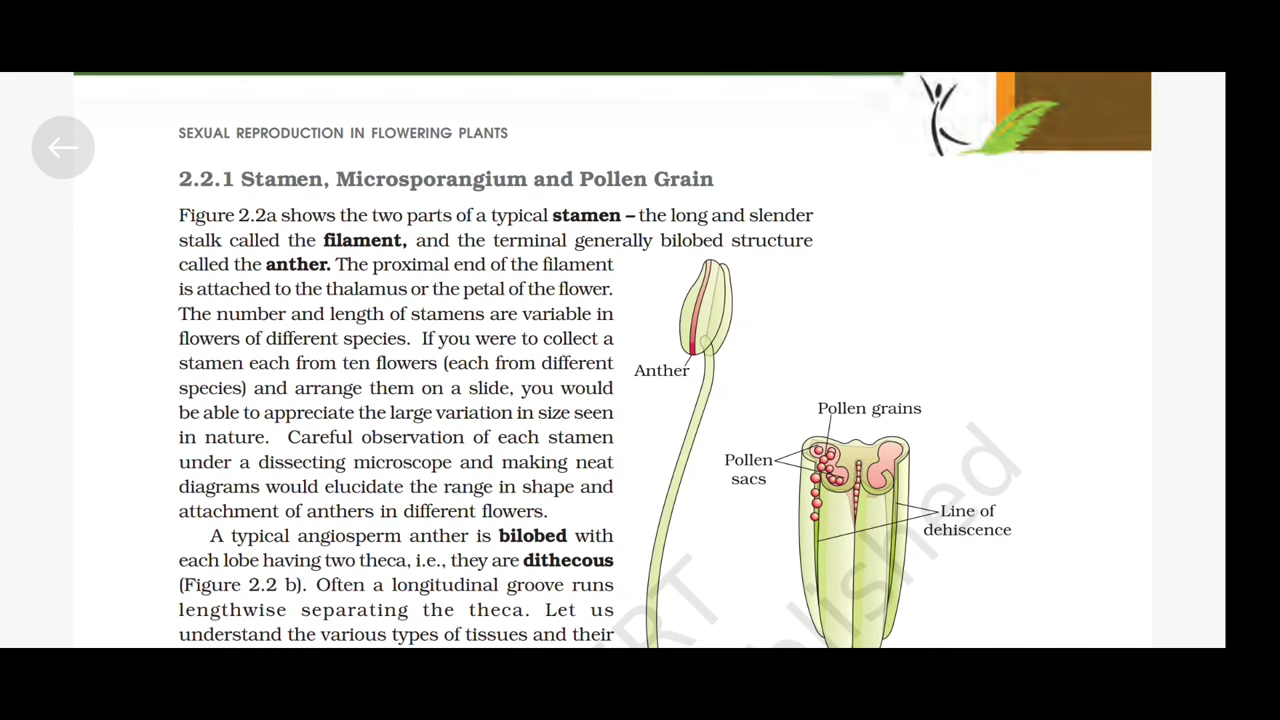 SEXUAL REPRODUCTION IN FLOWERING PLANTS
2.2.1 Stamen, Microsporangium and Pollen Grain
Figure 2.2a shows the two parts of a typical stamen – the long and slender
stalk called the filament, and the terminal generally bilobed structure
called the anther. The proximal end of the filament
is attached to the thalamus or the petal of the flower.
The number and length of stamens are variable in
flowers of different species. If you were to collect a
stamen each from ten flowers (each from different
species) and arrange them on a slide, you would
be able to appreciate the large variation in size seen
in nature. Careful observation of each stamen
under a dissecting microscope and making neat
diagrams would elucidate the range in shape and
attachment of anthers in different flowers.
A typical angiosperm anther is bilobed with
each lobe having two theca, i.e., they are dithecous
(Figure 2.2 b). Often a longitudinal groove runs
lengthwise separating the theca. Let us
understand the various types of tissues and their
Anther
Pollen grains
Pollen
sacs
Line of
dehiscence